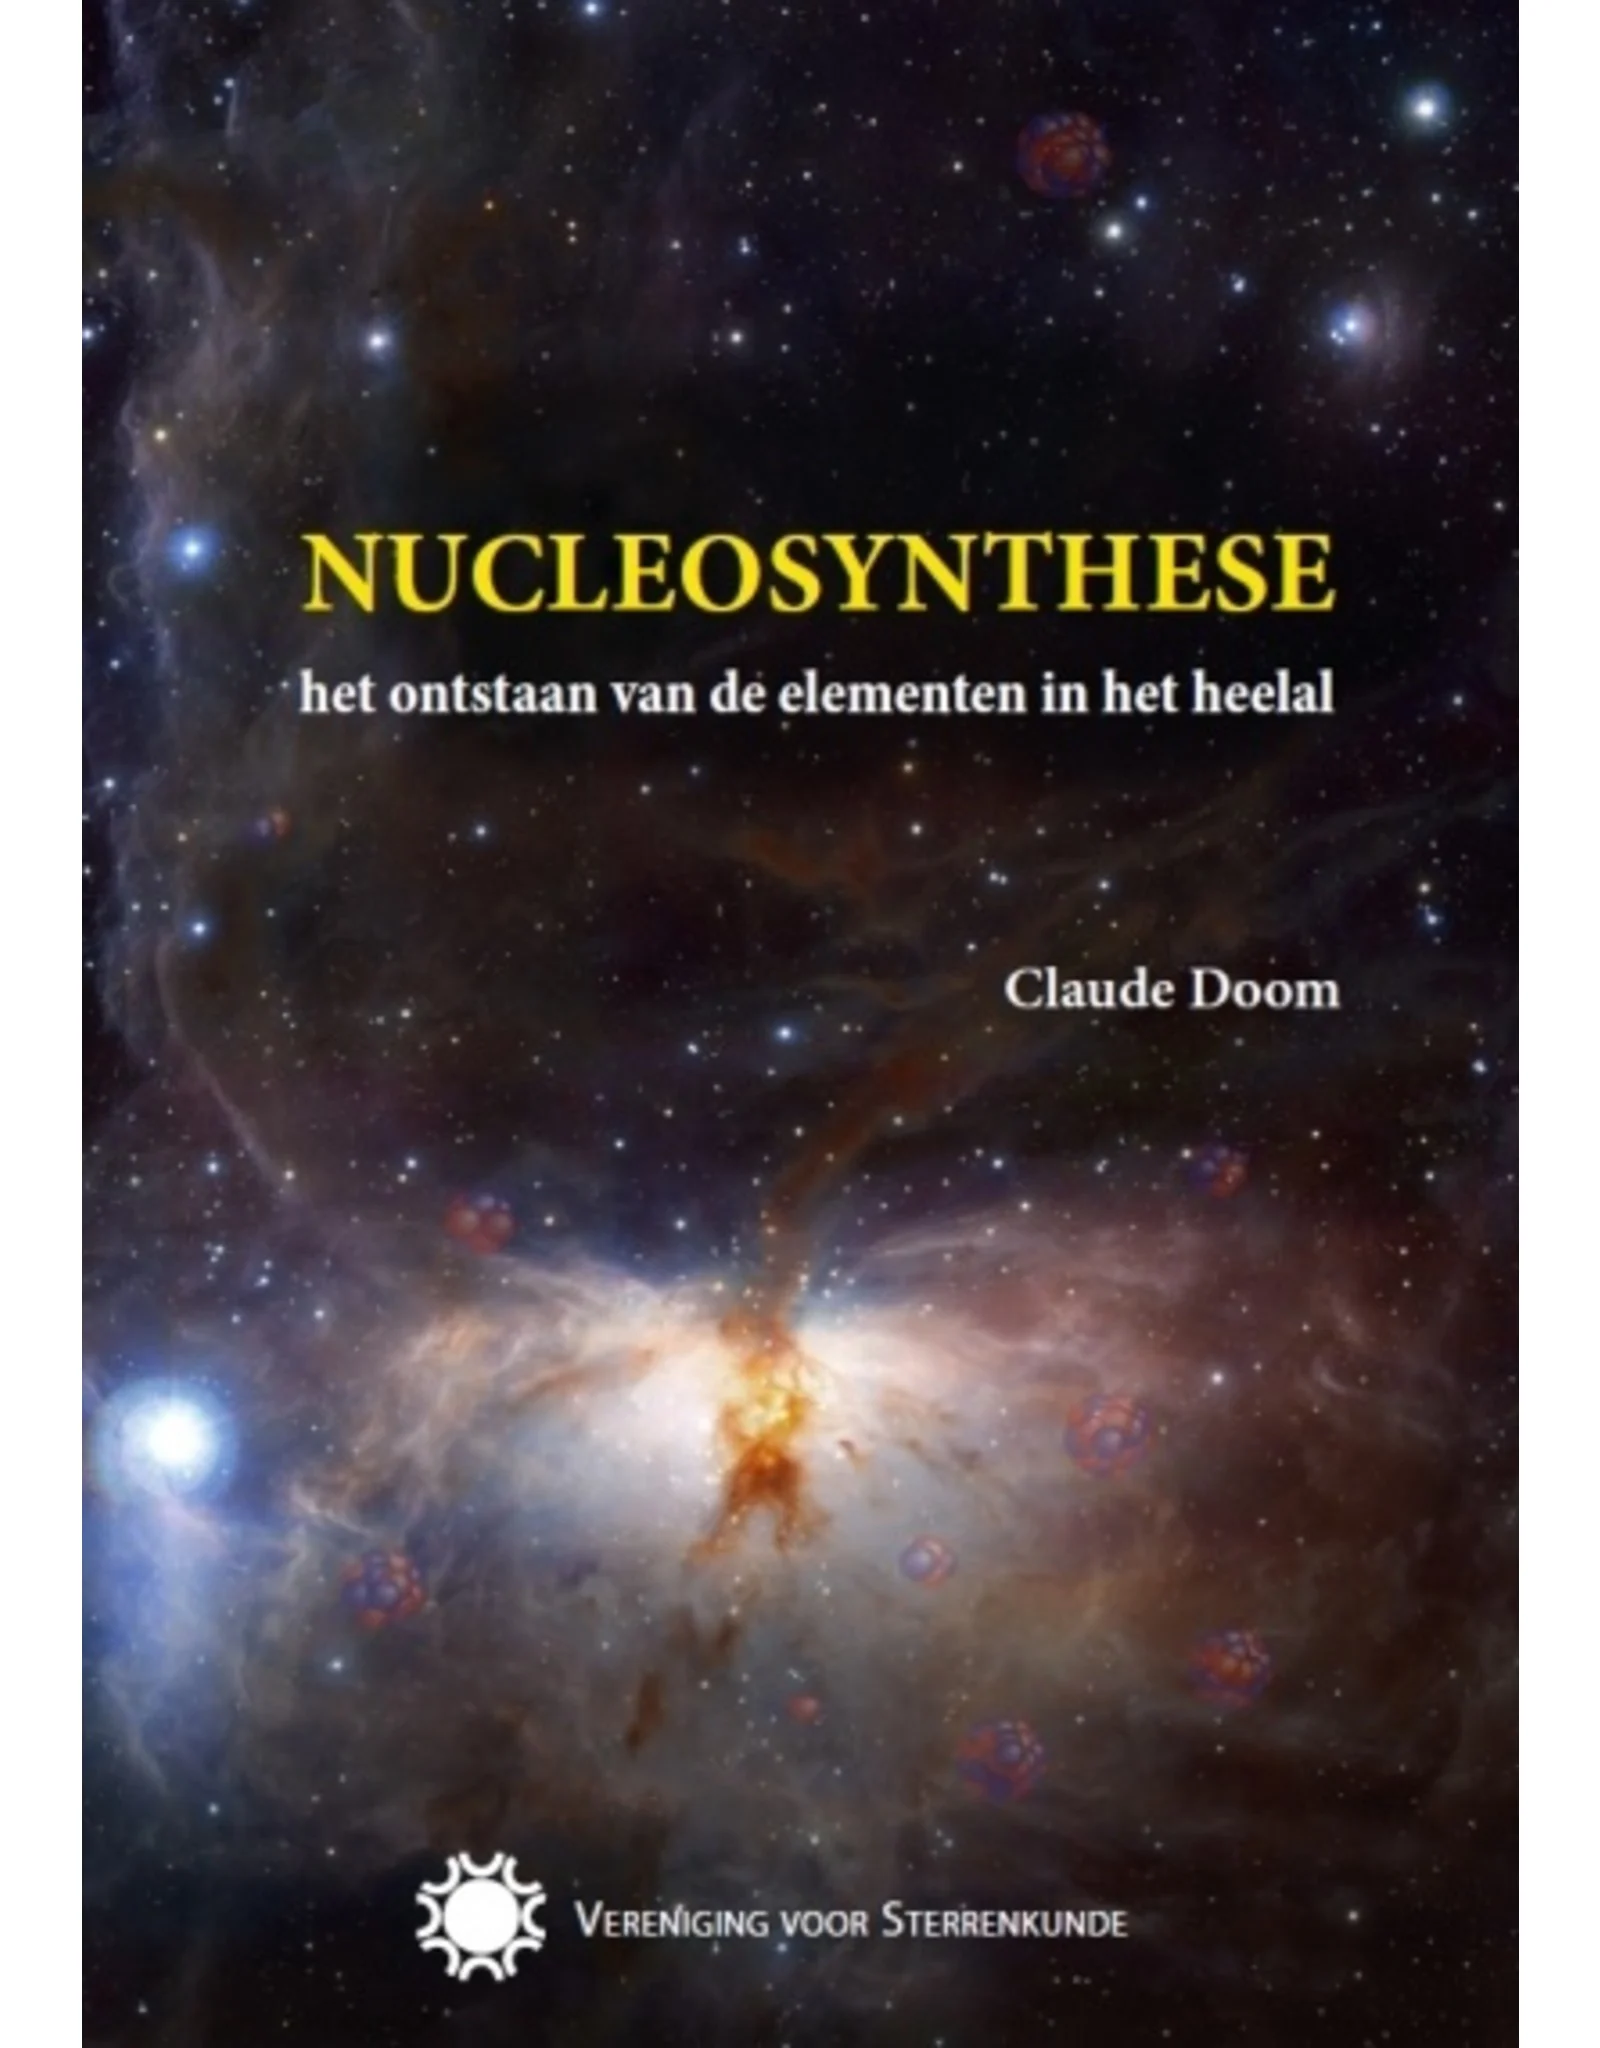 NUCLEOSYNTHESE
het ontstaan van de elementen in het heelal
Claude Doom
VERENIGING VOOR STERRENKUNDE